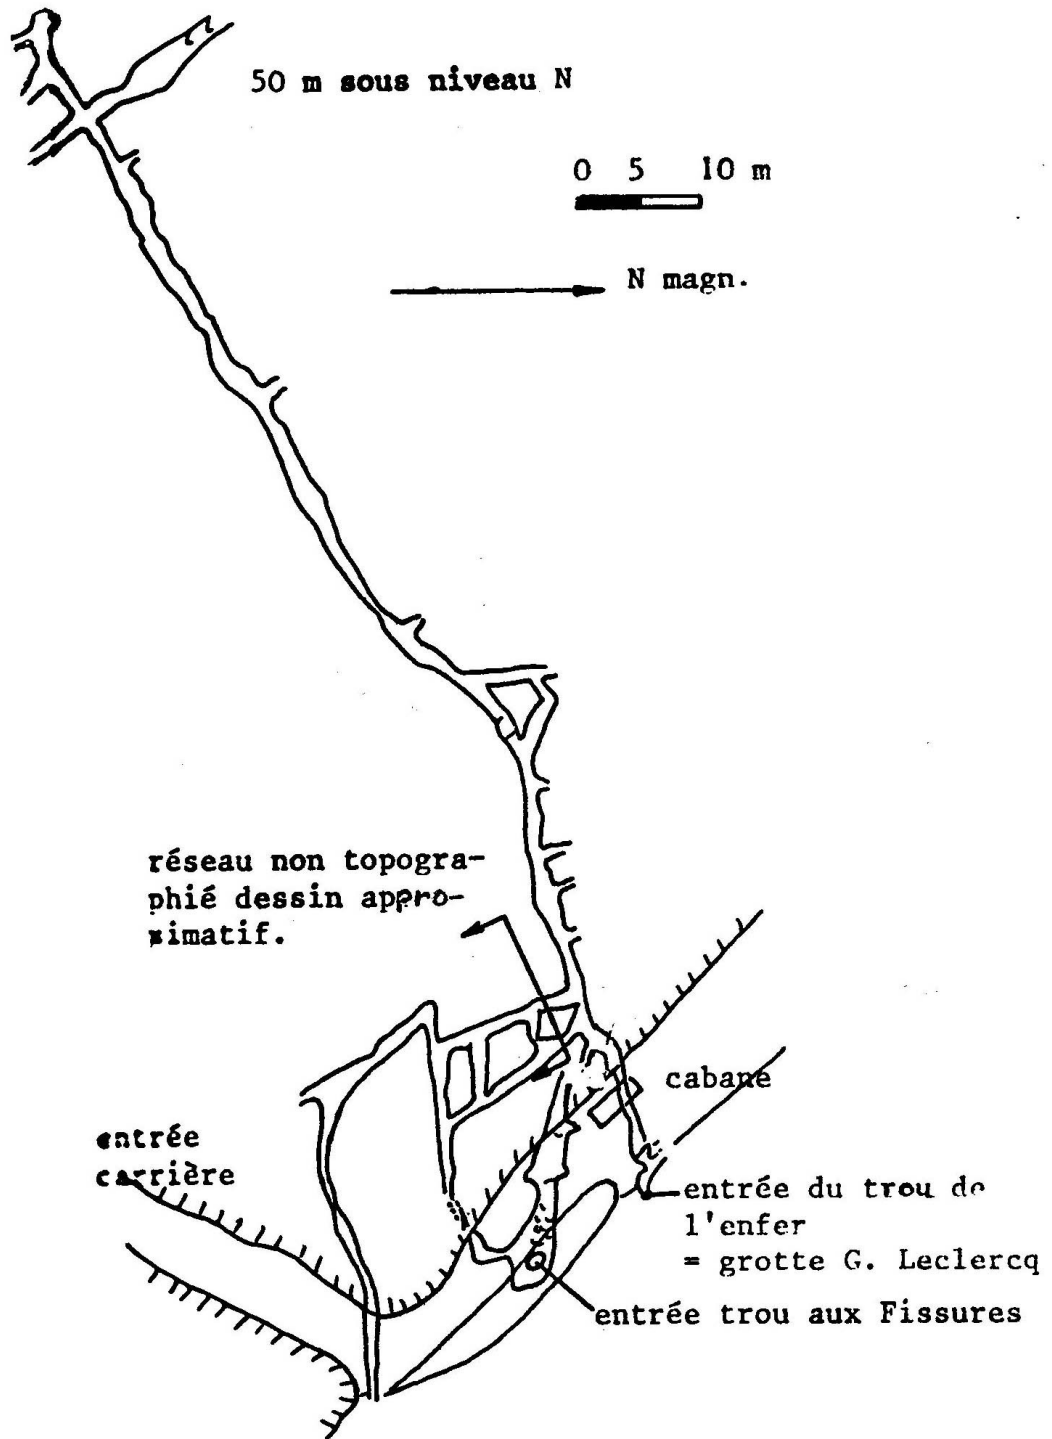 50 m sous niveau N
0 5 10 m
N magn.
réseau non topogra-
phié dessin appro-
ximatif.
cabane
entrée
carrière
entrée du trou de
l'enfer
= grotte G. Leclercq
entrée trou aux Fissures